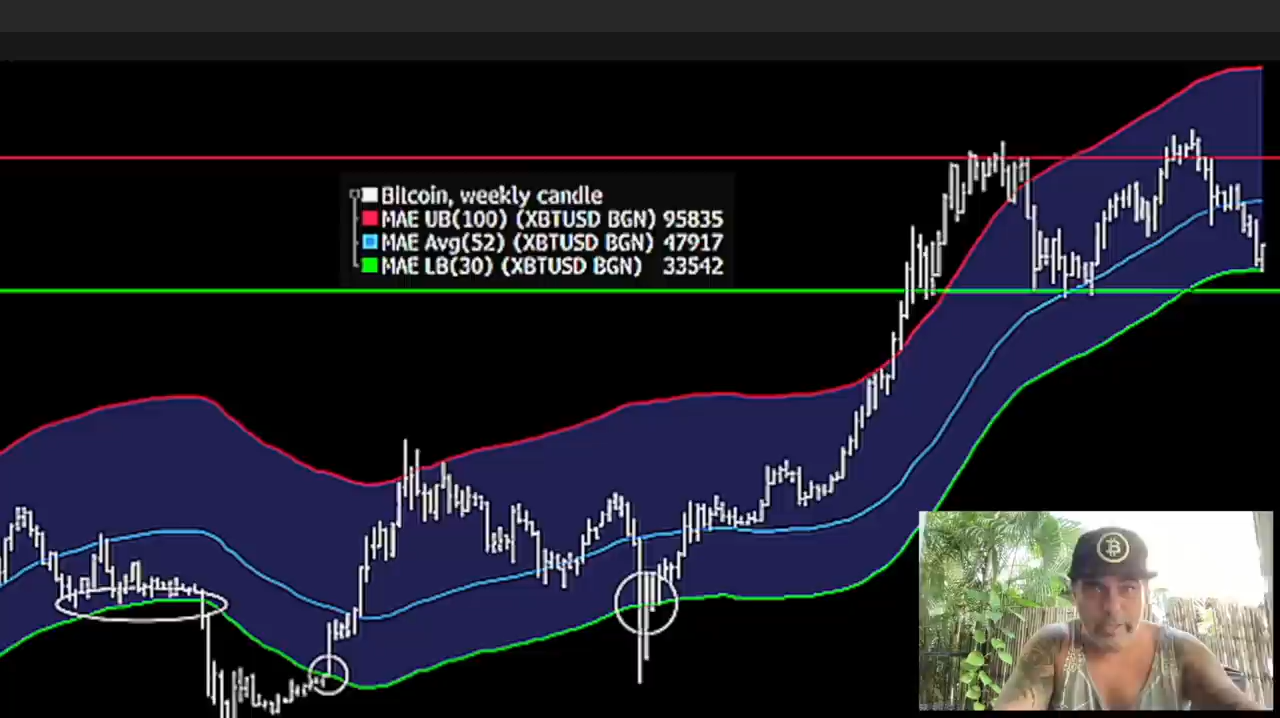 Bitcoin, weekly candle
MAE UB(100) (XBTUSD BGN) 95835
MAE Avg(52) (XBTUSD BGN) 47917
MAE LB(30) (XBTUSD BGN) 33542